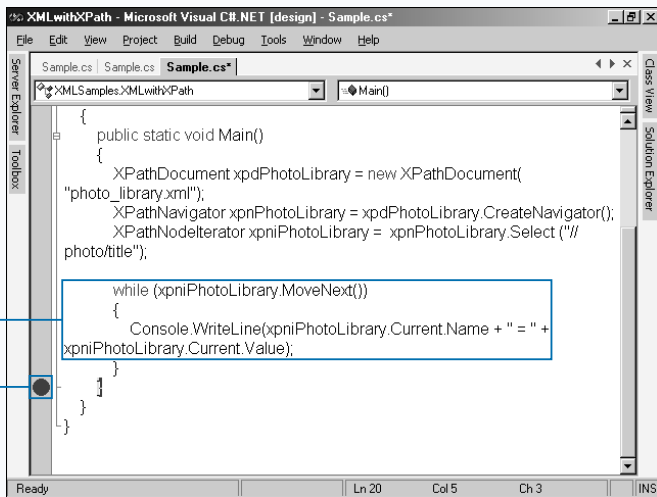 XMLwithXPath - Microsoft Visual C#.NET [design] - Sample.cs*
File Edit View Project Build Debug Tools Window Help
Server Explorer
Toolbox
Sample.cs Sample.cs Sample.cs*
XMLSamples.XMLwithXPath Main()
{
public static void Main()
{
XPathDocument xpdPhotoLibrary = new XPathDocument(
"photo_library.xml");
XPathNavigator xpnPhotoLibrary = xpdPhotoLibrary.CreateNavigator();
XPathNodeIterator xpniPhotoLibrary = xpnPhotoLibrary.Select ("//
photo/title");
while (xpniPhotoLibrary.MoveNext())
{
Console.WriteLine(xpniPhotoLibrary.Current.Name + " = " +
xpniPhotoLibrary.Current.Value);
}
}
}
}
Class View
Solution Explorer
Ready Ln 20 Col 5 Ch 3 INS